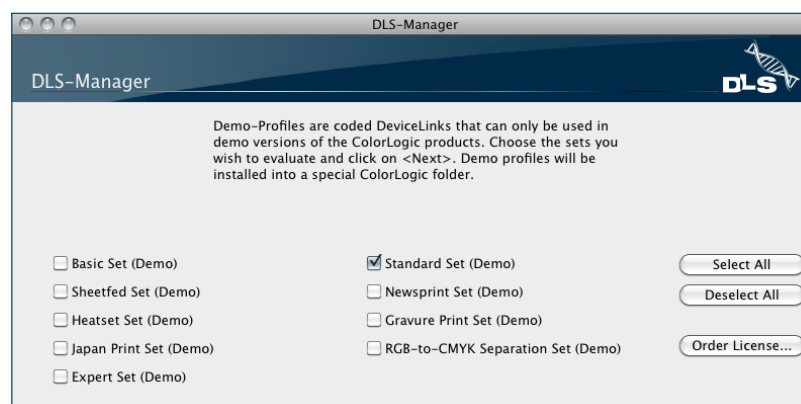 DLS-Manager
DLS-Manager
DLS
Demo-Profiles are coded DeviceLinks that can only be used in
demo versions of the ColorLogic products. Choose the sets you
wish to evaluate and click on <Next>. Demo profiles will be
installed into a special ColorLogic folder.
Basic Set (Demo)
Standard Set (Demo)
Select All
Sheetfed Set (Demo)
Newsprint Set (Demo)
Deselect All
Heatset Set (Demo)
Gravure Print Set (Demo)
Japan Print Set (Demo)
RGB-to-CMYK Separation Set (Demo)
Order License...
Expert Set (Demo)